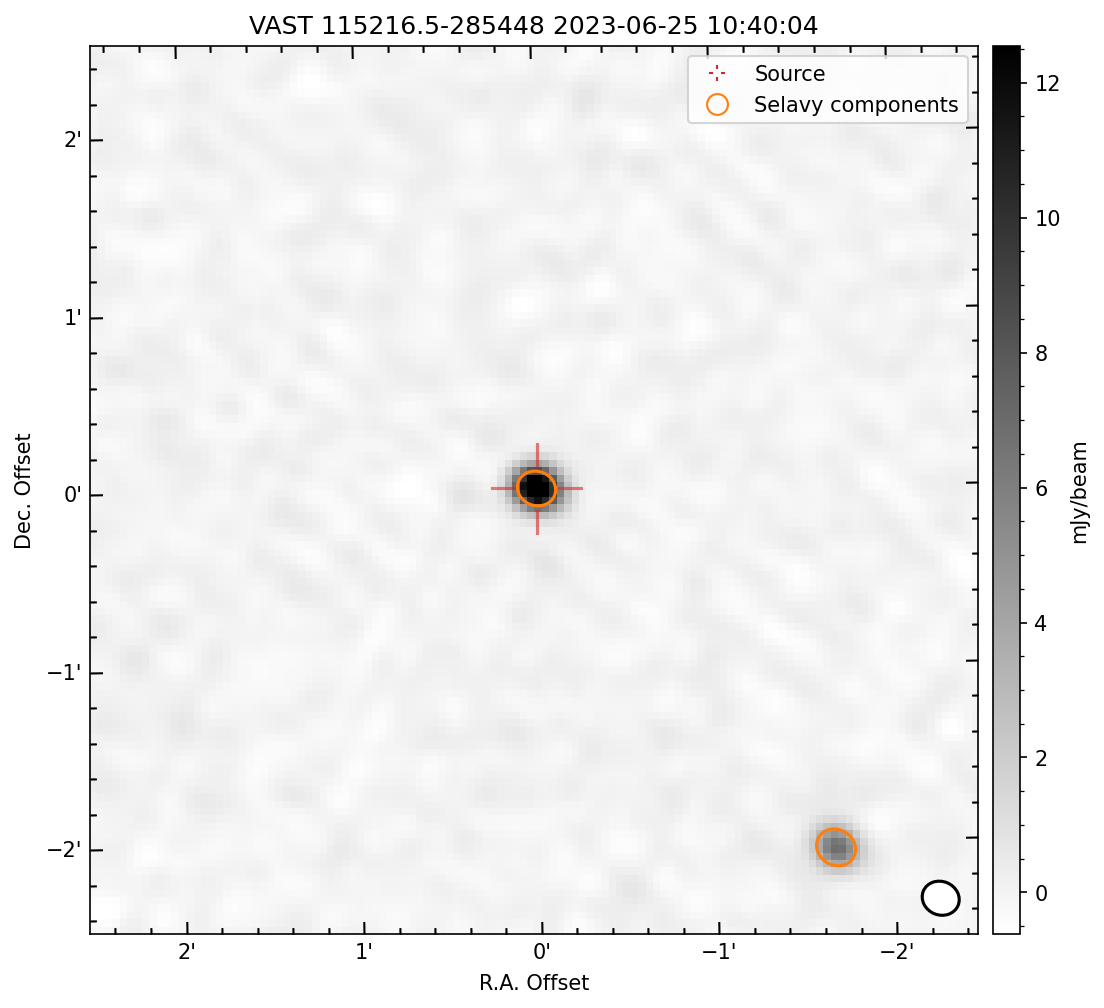 VAST 115216.5-285448 2023-06-25 10:40:04
Source
Selavy components
2'
1'
0'
−1'
−2'
Dec. Offset
2'
1'
0'
−1'
−2'
R.A. Offset
12
10
8
6
4
2
0
mJy/beam